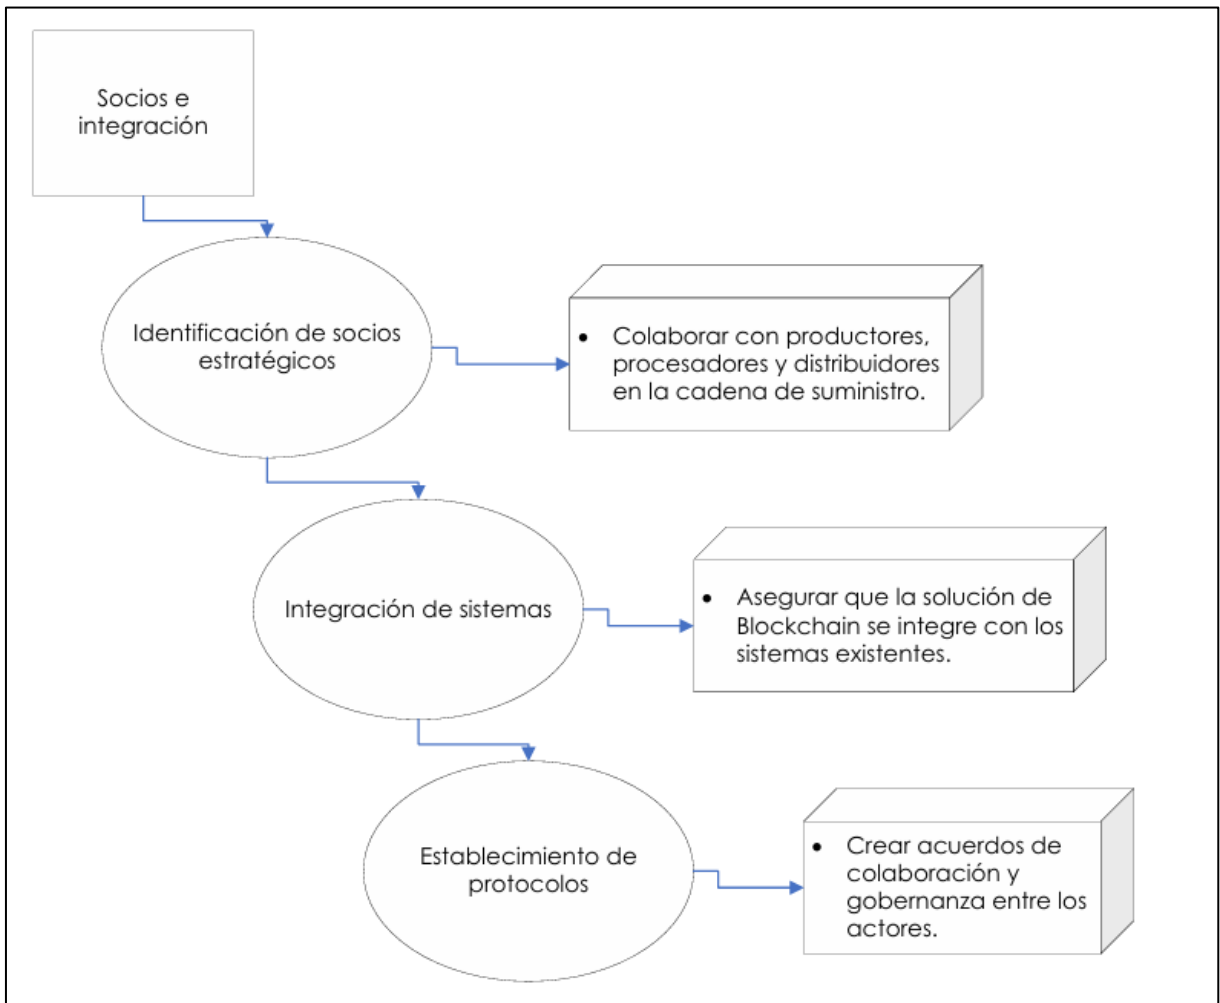 Socios e
integración
Identificación de socios
estratégicos
• Colaborar con productores,
procesadores y distribuidores
en la cadena de suministro.
Integración de sistemas
• Asegurar que la solución de
Blockchain se integre con los
sistemas existentes.
Establecimiento de
protocolos
• Crear acuerdos de
colaboración y
gobernanza entre los
actores.